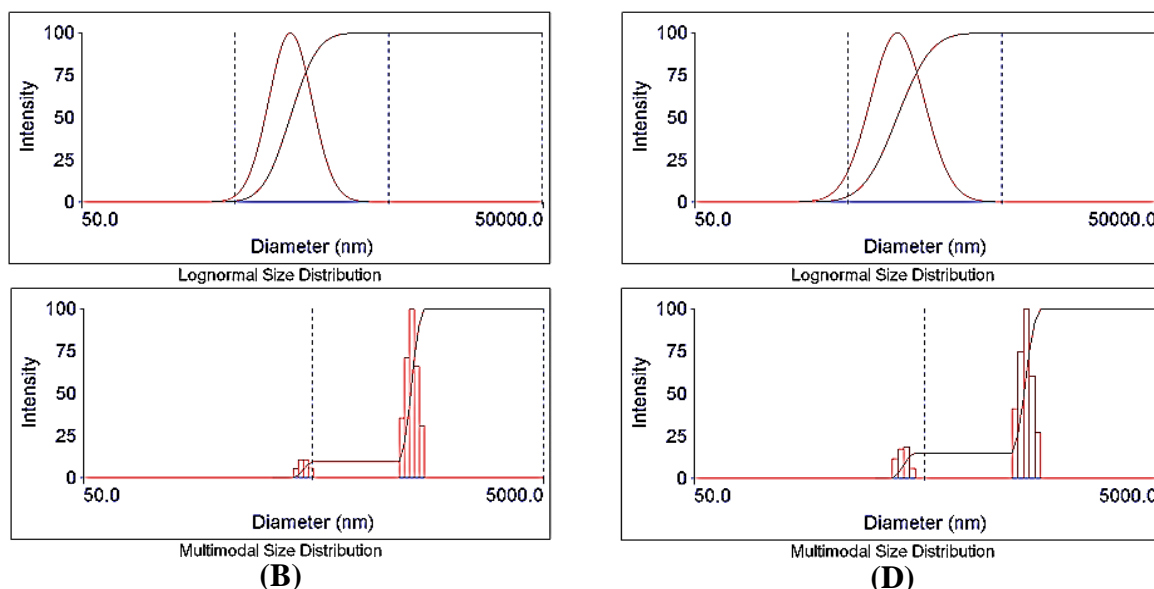 100
75
50
25
0
Intensity
50.0
50000.0
Diameter (nm)
Lognormal Size Distribution
100
75
50
25
0
Intensity
50.0
5000.0
Diameter (nm)
Multimodal Size Distribution
(B)
100
75
50
25
0
Intensity
50.0
50000.0
Diameter (nm)
Lognormal Size Distribution
100
75
50
25
0
Intensity
50.0
5000.0
Diameter (nm)
Multimodal Size Distribution
(D)